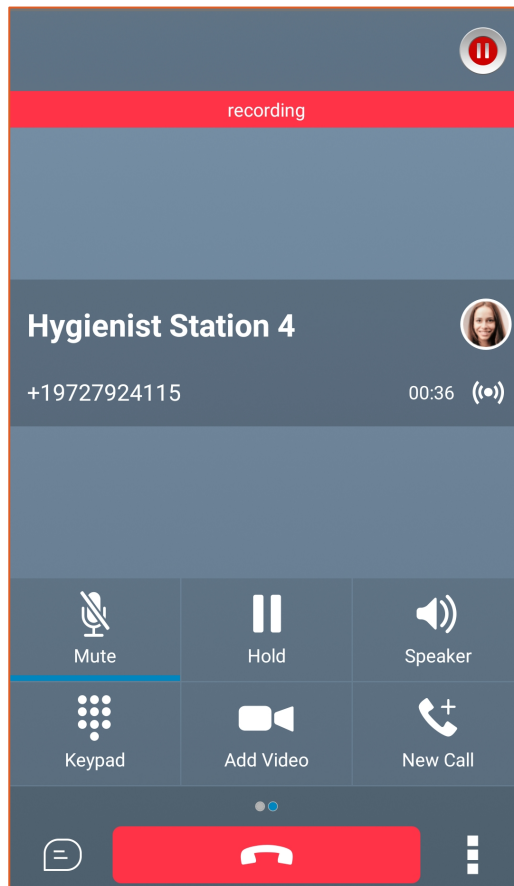 recording
Hygienist Station 4
+19727924115
00:36
Mute
Hold
Speaker
Keypad
Add Video
New Call